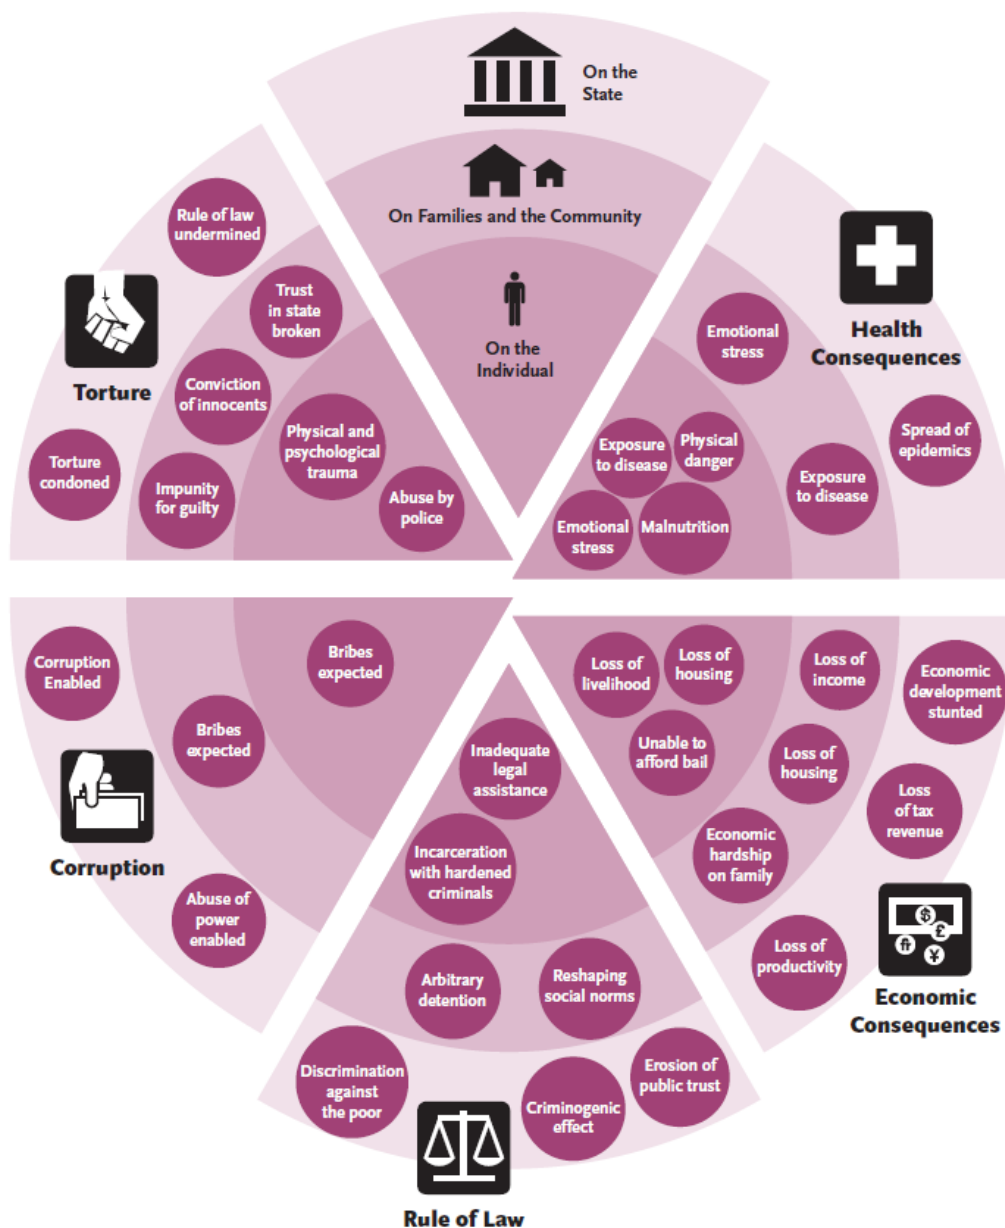 On the
State
On Families and the Community
On the
Individual
Rule of law
undermined
Trust
in state
broken
Torture
Conviction
of innocents
Physical and
psychological
trauma
Torture
condoned
Impunity
for guilty
Abuse by
police
Health
Consequences
Emotional
stress
Exposure
to disease
Physical
danger
Spread of
epidemics
Exposure
to disease
Emotional
stress
Malnutrition
Corruption
Enabled
Bribes
expected
Bribes
expected
Corruption
Abuse of
power
enabled
Inadequate
legal
assistance
Incarceration
with hardened
criminals
Arbitrary
detention
Reshaping
social norms
Discrimination
against
the poor
Criminogenic
effect
Erosion of
public trust
Rule of Law
Loss of
livelihood
Loss of
housing
Loss of
income
Economic
development
stunted
Unable to
afford bail
Loss of
housing
Loss
of tax
revenue
Economic
hardship
on family
Loss of
productivity
$
£
¥
Economic
Consequences